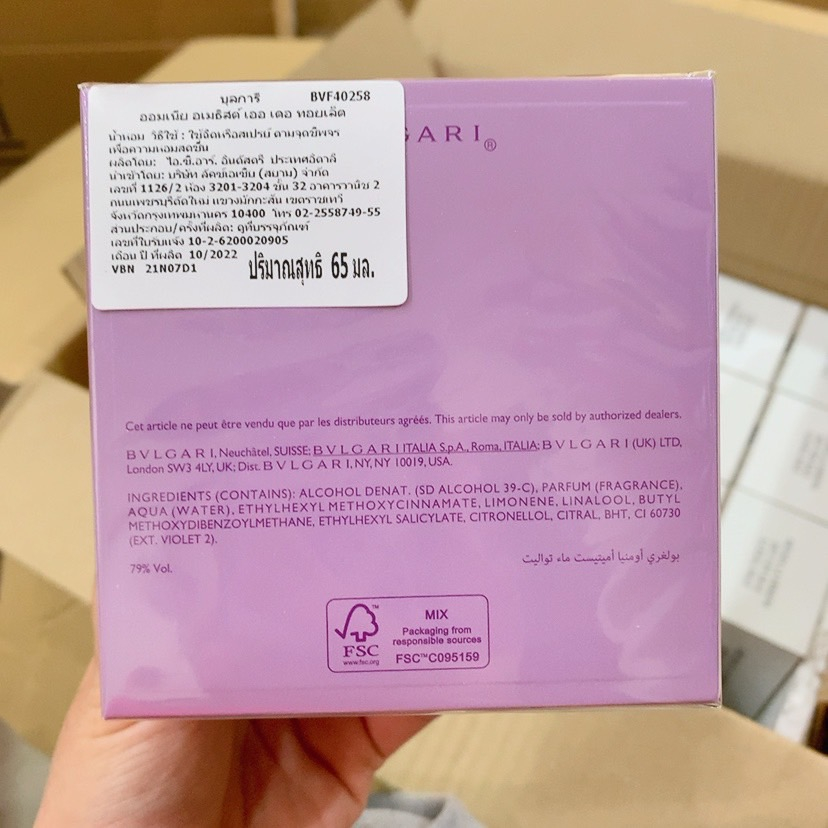 บุลการี BVF40258
ออมเนีย อเมธิสต์ เออ เดอ ทอยเล็ต
น้ำหอม วิธีใช้ : ใช้ฉีดหรือสเปรย์ ตามจุดชีพจร
เพื่อความหอมสดชื่น
ผลิตโดย: ไอ.ซี.อาร์. อินดัสตรี ประเทศอิตาลี
นำเข้าโดย: บริษัท ลัคซ์เอเซีย (สยาม) จำกัด
เลขที่ 1126/2 ห้อง 3201-3204 ชั้น 32 อาคารวานิช 2
ถนนเพชรบุรีตัดใหม่ แขวงมักกะสัน เขตราชเทวี
จังหวัดกรุงเทพมหานคร 10400 โทร 02-2558749-55
ส่วนประกอบ/ครั้งที่ผลิต: ดูที่บรรจุภัณฑ์
เลขที่ใบรับแจ้ง 10-2-6200020905
เดือน ปี ที่ผลิต 10/2022
VBN 21N07D1 ปริมาณสุทธิ 65 มล.
GARI®
Cet article ne peut être vendu que par les distributeurs agréés. This article may only be sold by authorized dealers.
BVLGARI, Neuchâtel, SUISSE; BVLGARI ITALIA S.p.A., Roma, ITALIA; BVLGARI (UK) LTD,
London SW3 4LY, UK; Dist. BVLGARI, NY, NY 10019, USA.
INGREDIENTS (CONTAINS): ALCOHOL DENAT. (SD ALCOHOL 39-C), PARFUM (FRAGRANCE),
AQUA (WATER), ETHYLHEXYL METHOXYCINNAMATE, LIMONENE, LINALOOL, BUTYL
METHOXYDIBENZOYLMETHANE, ETHYLHEXYL SALICYLATE, CITRONELLOL, CITRAL, BHT, CI 60730
(EXT. VIOLET 2).
بولغري أومنيا أميتيست ماء تواليت
79% Vol.
FSC™
www.fsc.org
MIX
Packaging from
responsible sources
FSC™ C095159